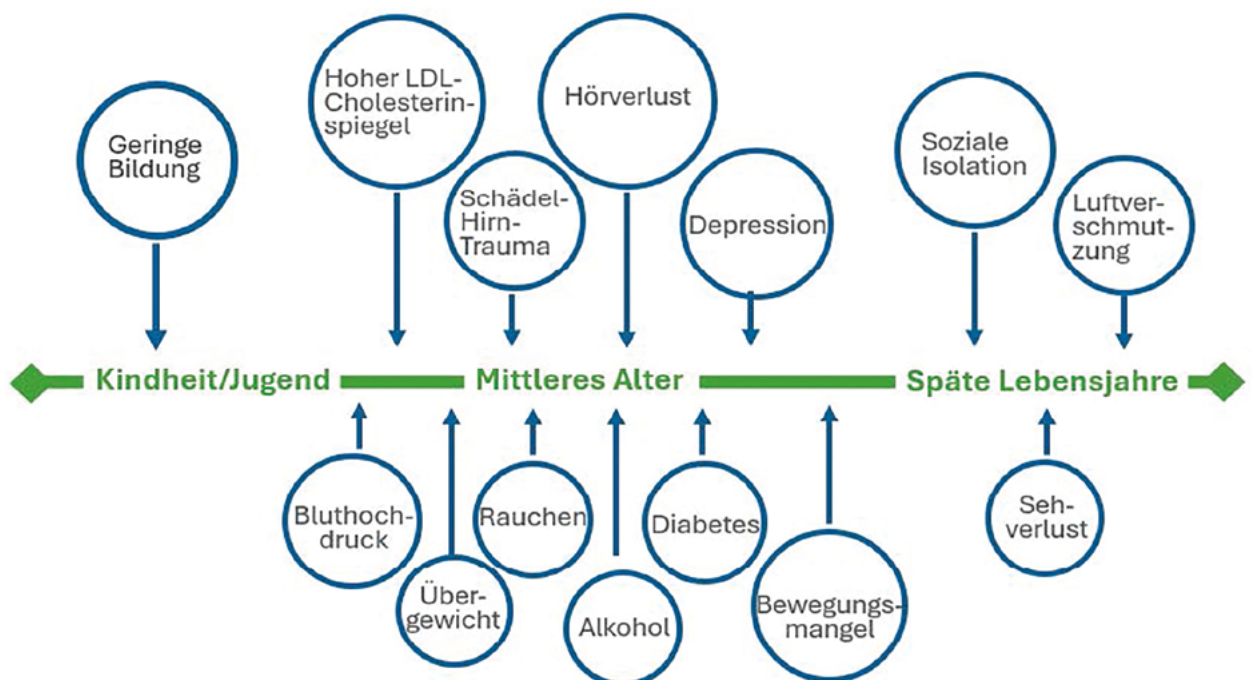 Geringe
Bildung
Hoher LDL-
Cholesterin-
spiegel
Schädel-
Hirn-
Trauma
Hörverlust
Depression
Soziale
Isolation
Luftver-
schmut-
zung
Kindheit/Jugend
Mittleres Alter
Späte Lebensjahre
Bluthoch-
druck
Über-
gewicht
Rauchen
Alkohol
Diabetes
Bewegungs-
mangel
Seh-
verlust